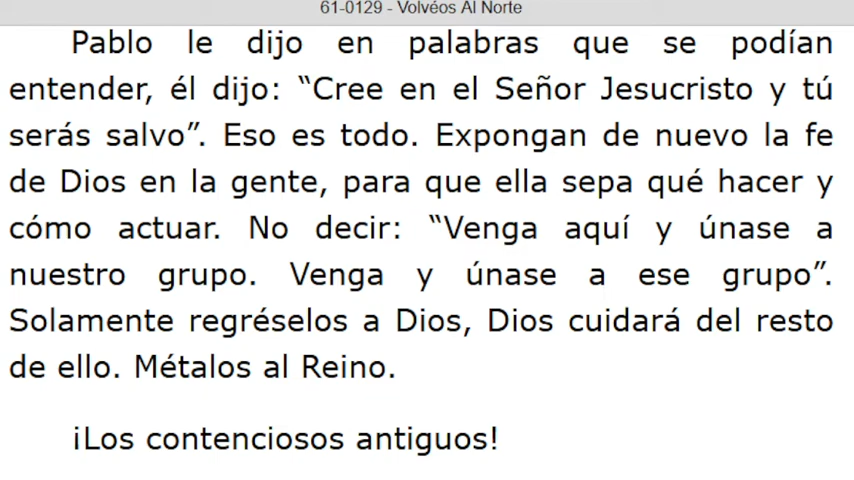 61-0129 - Volvéos Al Norte
Pablo le dijo en palabras que se podían
entender, él dijo: “Cree en el Señor Jesucristo y tú
serás salvo”. Eso es todo. Expongan de nuevo la fe
de Dios en la gente, para que ella sepa qué hacer y
cómo actuar. No decir: “Venga aquí y únase a
nuestro grupo. Venga y únase a ese grupo”.
Solamente regréselos a Dios, Dios cuidará del resto
de ello. Métalos al Reino.
¡Los contenciosos antiguos!